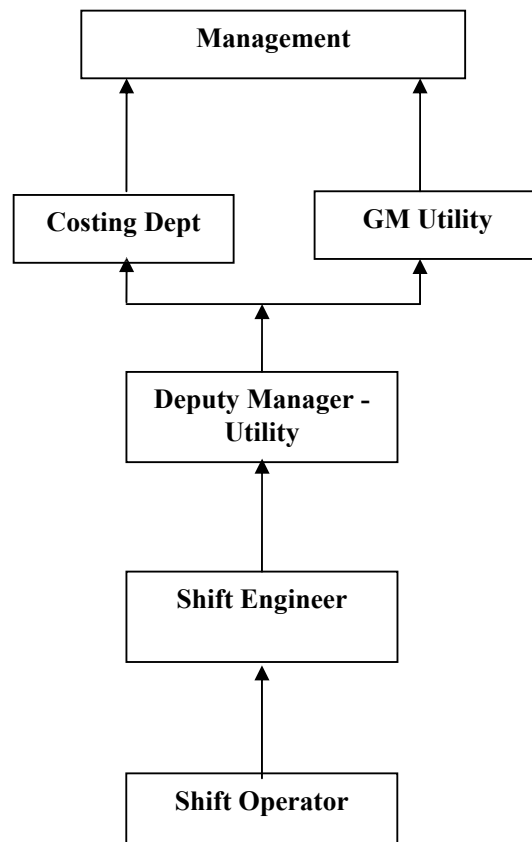 Management
Costing Dept
GM Utility
Deputy Manager -
Utility
Shift Engineer
Shift Operator